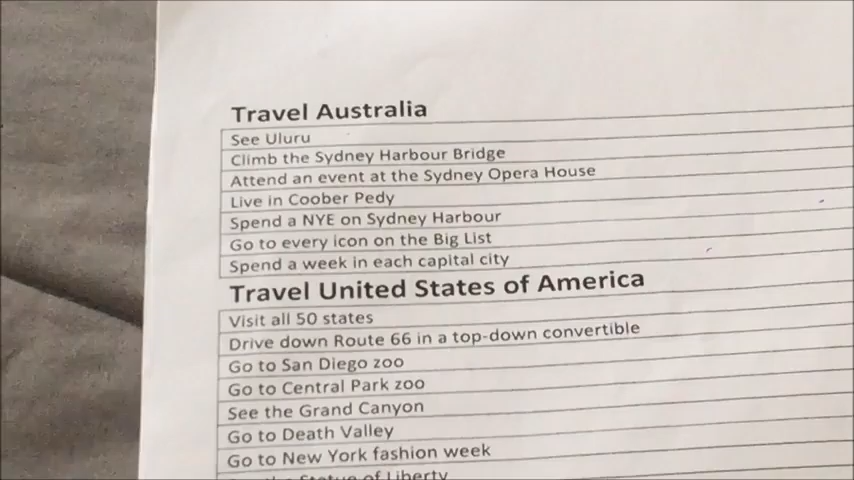 Travel Australia
See Uluru
Climb the Sydney Harbour Bridge
Attend an event at the Sydney Opera House
Live in Coober Pedy
Spend a NYE on Sydney Harbour
Go to every icon on the Big List
Spend a week in each capital city
Travel United States of America
Visit all 50 states
Drive down Route 66 in a top-down convertible
Go to San Diego zoo
Go to Central Park zoo
See the Grand Canyon
Go to Death Valley
Go to New York fashion week
the Statue of Liberty